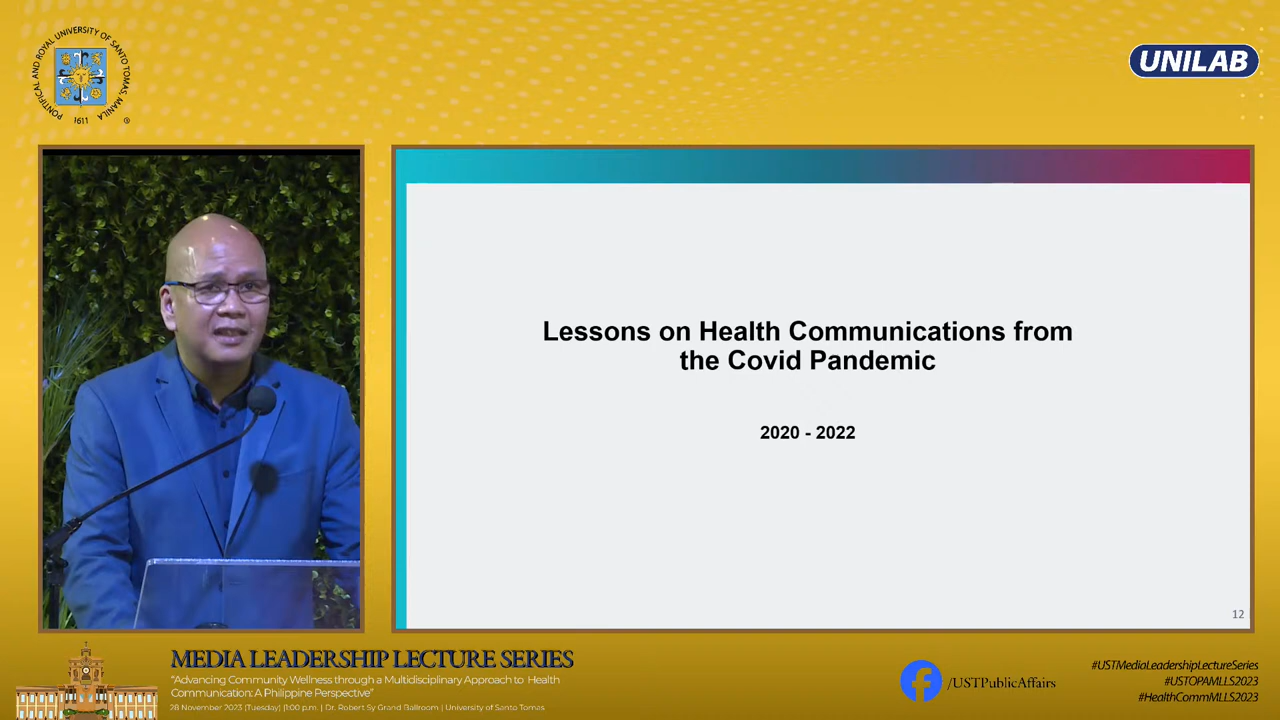 PONTIFICAL AND ROYAL UNIVERSITY OF SANTO TOMAS, MANILA
1611
®
UNILAB
Lessons on Health Communications from
the Covid Pandemic
2020 - 2022
12
MEDIA LEADERSHIP LECTURE SERIES
"Advancing Community Wellness through a Multidisciplinary Approach to Health
Communication: A Philippine Perspective"
28 November 2023 (Tuesday) | 1:00 p.m. | Dr. Robert Sy Grand Ballroom | University of Santo Tomas
/USTPublicAffairs
#USTMediaLeadershipLectureSeries
#USTOPAMLLS2023
#HealthCommMLLS2023